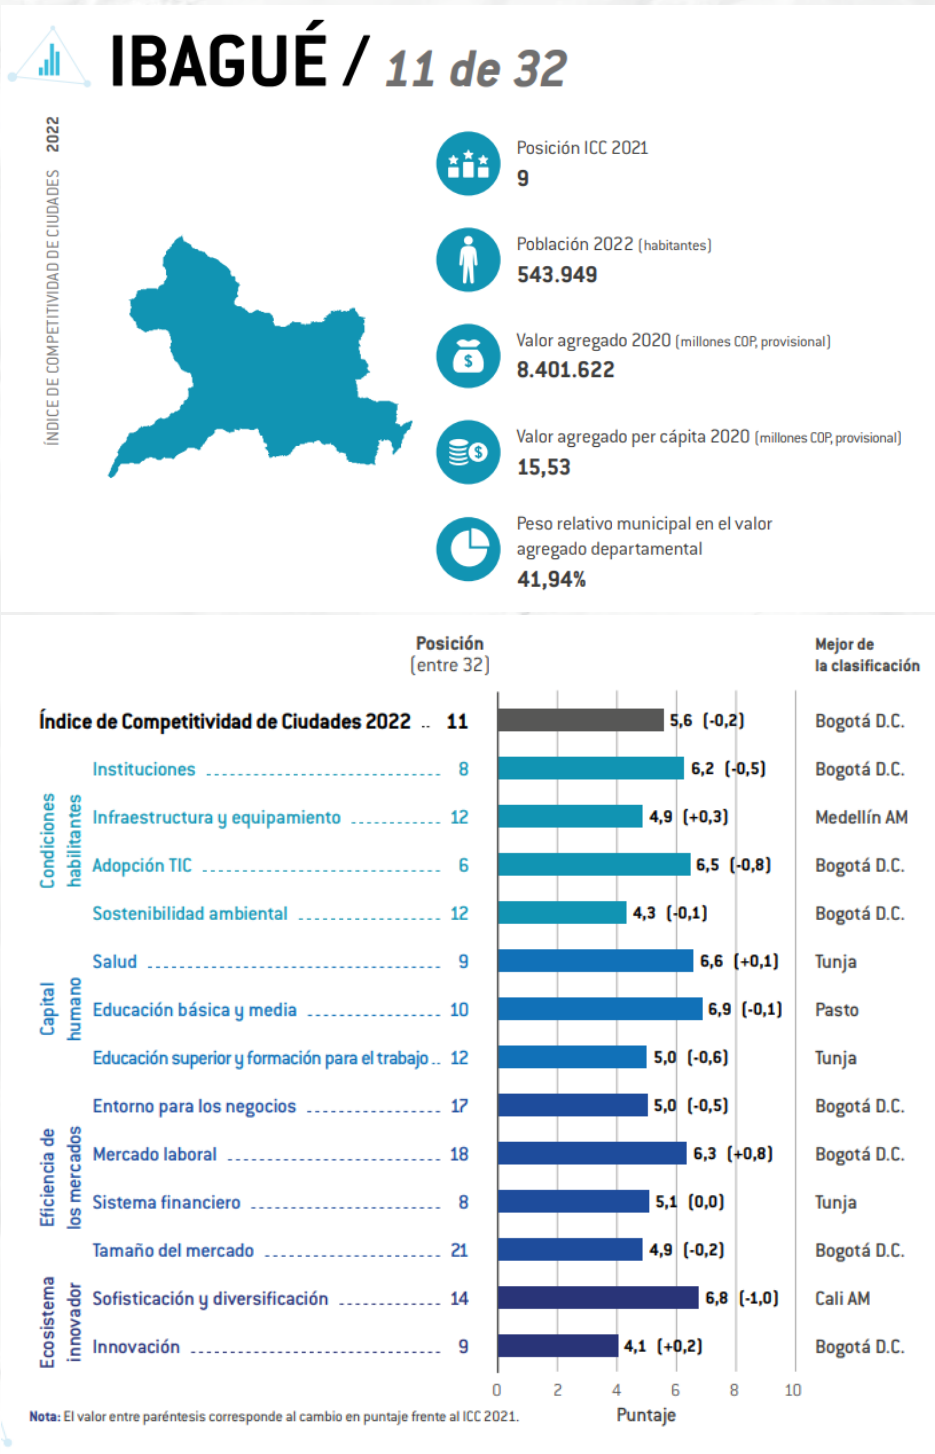 IBAGUÉ / 11 de 32
ÍNDICE DE COMPETITIVIDAD DE CIUDADES 2022
Posición ICC 2021
9
Población 2022 (habitantes)
543.949
Valor agregado 2020 (millones COP, provisional)
8.401.622
Valor agregado per cápita 2020 (millones COP, provisional)
15,53
Peso relativo municipal en el valor
agregado departamental
41,94%
Posición
(entre 32)
Mejor de
la clasificación
Índice de Competitividad de Ciudades 2022 .. 11 5,6 (-0,2) Bogotá D.C.
Condiciones
habilitantes
Instituciones 8 6,2 (-0,5) Bogotá D.C.
Infraestructura y equipamiento 12 4,9 (+0,3) Medellín AM
Adopción TIC 6 6,5 (-0,8) Bogotá D.C.
Sostenibilidad ambiental 12 4,3 (-0,1) Bogotá D.C.
Capital
humano
Salud 9 6,6 (+0,1) Tunja
Educación básica y media 10 6,9 (-0,1) Pasto
Educación superior y formación para el trabajo .. 12 5,0 (-0,6) Tunja
Eficiencia de
los mercados
Entorno para los negocios 17 5,0 (-0,5) Bogotá D.C.
Mercado laboral 18 6,3 (+0,8) Bogotá D.C.
Sistema financiero 8 5,1 (0,0) Tunja
Tamaño del mercado 21 4,9 (-0,2) Bogotá D.C.
Ecosistema
innovador
Sofisticación y diversificación 14 6,8 (-1,0) Cali AM
Innovación 9 4,1 (+0,2) Bogotá D.C.
0 2 4 6 8 10
Puntaje
Nota: El valor entre paréntesis corresponde al cambio en puntaje frente al ICC 2021.